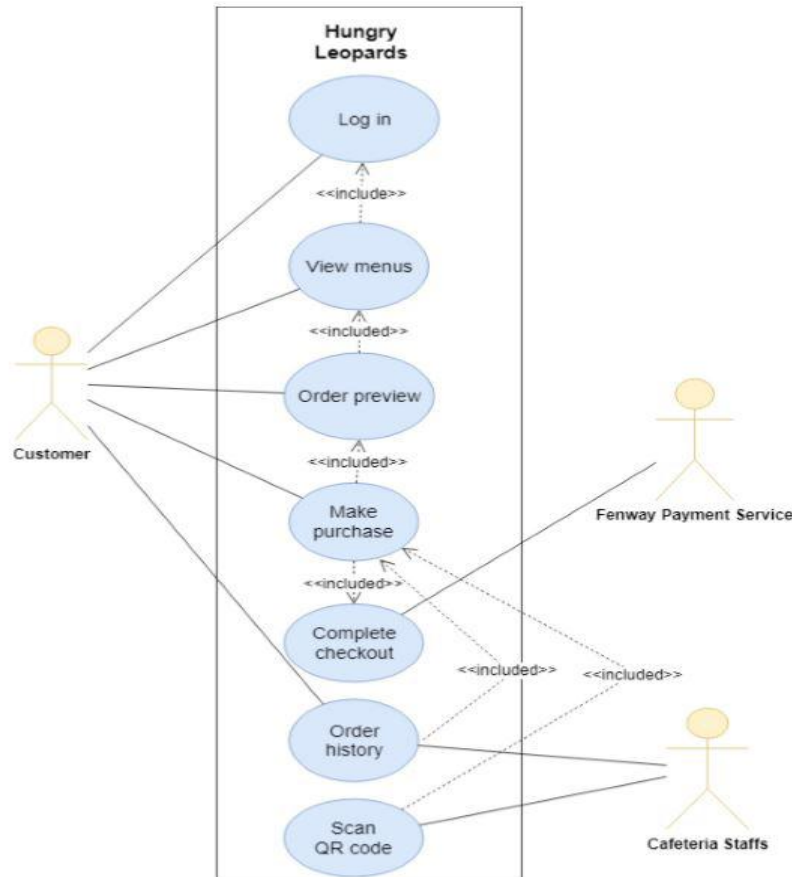 Hungry
Leopards
Log in
<<include>>
View menus
<<included>>
Order preview
Customer
<<included>>
Make
purchase
Fenway Payment Service
<<included>>
Complete
checkout
<<included>>
<<included>>
Order
history
Scan
QR code
Cafeteria Staffs